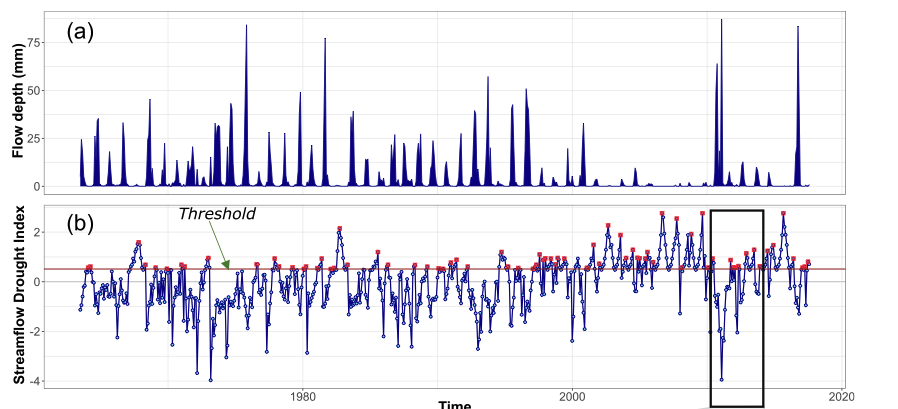 (a)
Flow depth (mm)
75
50
25
0
(b)
Threshold
Streamflow Drought Index
2
0
-2
-4
1980
2000
2020
Time